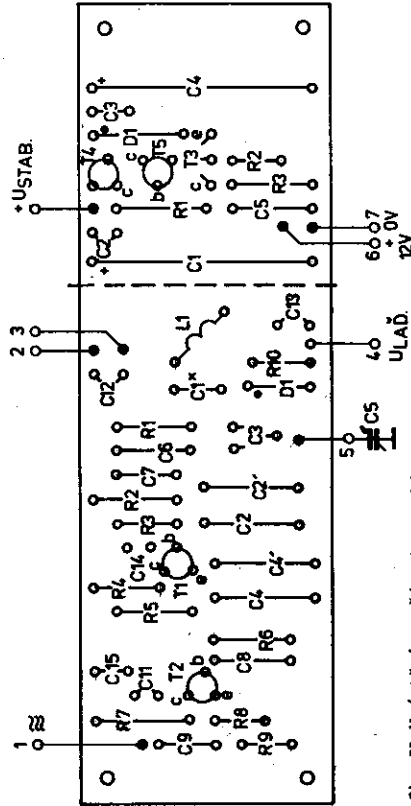 1
2 3
+USTAB.
R7
C15
R4
R2
C12
C2
T4
C3
C11
R5
C14
R3
C7
C6
R1
D1
c
C9
T2
b
c
T1
c
b
e
C1×
L1
C1
R1
b
c
T5
C4
c
e
R9
R8
C8
R6
C4
C4'
C2
C2'
C3
D1
R10
C13
C5
R3
T3
c
e
R2
5
C5
4
ULAĎ.
6 7
+ 0V
12V